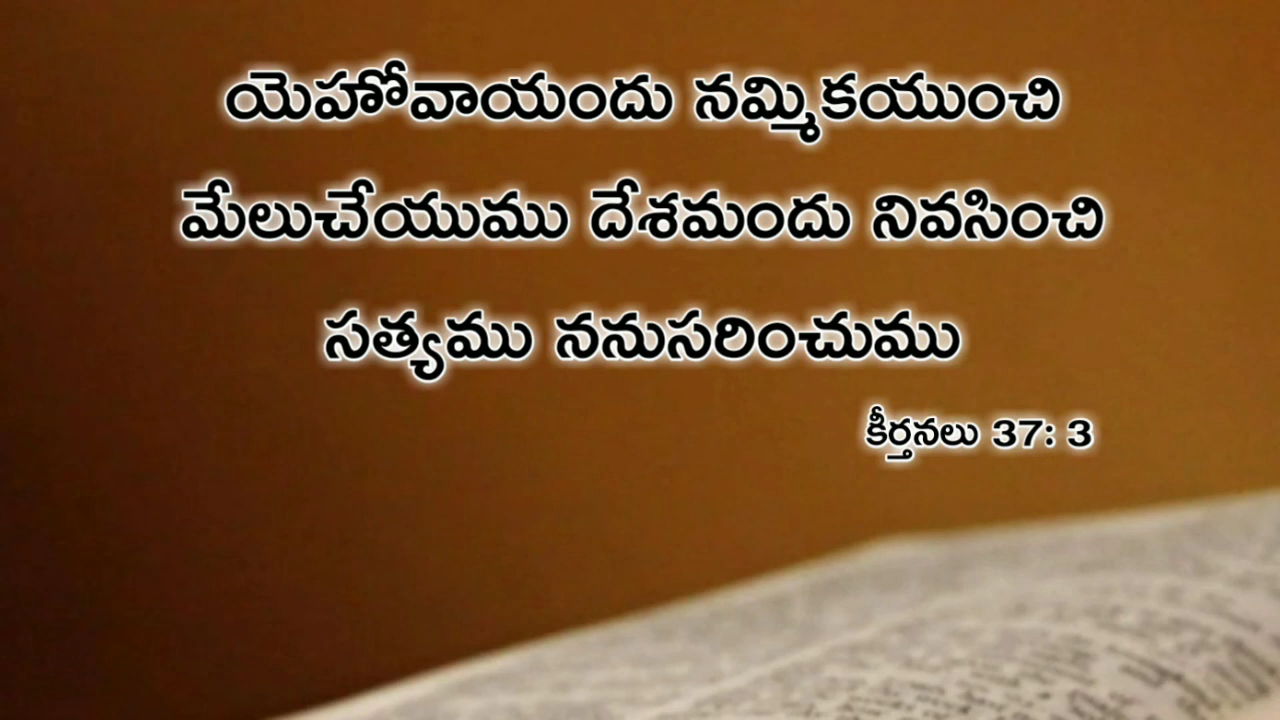 యెహోవాయందు నమ్మికయుంచి
మేలుచేయుము దేశమందు నివసించి
సత్యము ననుసరించుము
కీర్తనలు 37: 3